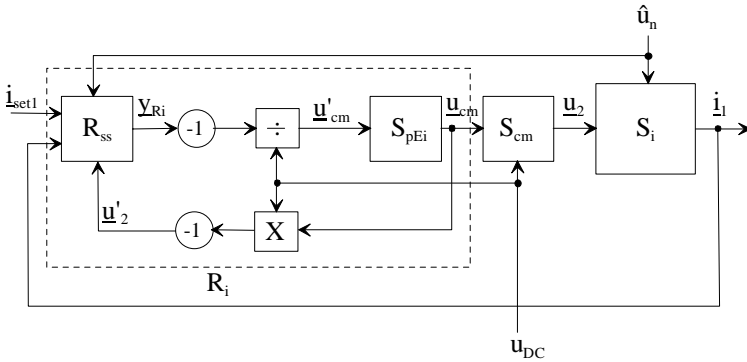 û_n
i_set1
R_ss
y_Ri
-1
÷
u'_cm
S_pEi
u_cm
S_cm
u_2
S_i
i_1
u'_2
-1
X
R_i
u_DC